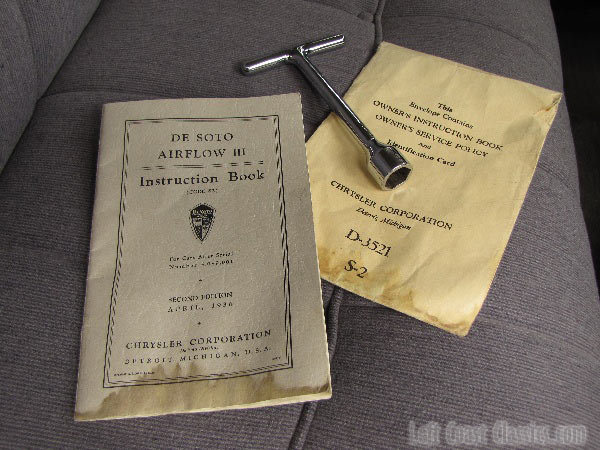 DE SOTO
AIRFLOW III
Instruction Book
For Cars After Serial
Number
SECOND EDITION
APRIL, 1936
CHRYSLER CORPORATION
DETROIT MICHIGAN, U.S.A.
This
Envelope Contains
OWNER'S INSTRUCTION BOOK
OWNER'S SERVICE POLICY
and
Identification Card
CHRYSLER CORPORATION
Detroit, Michigan
D-3521
S-2
Left Coast Classics.com